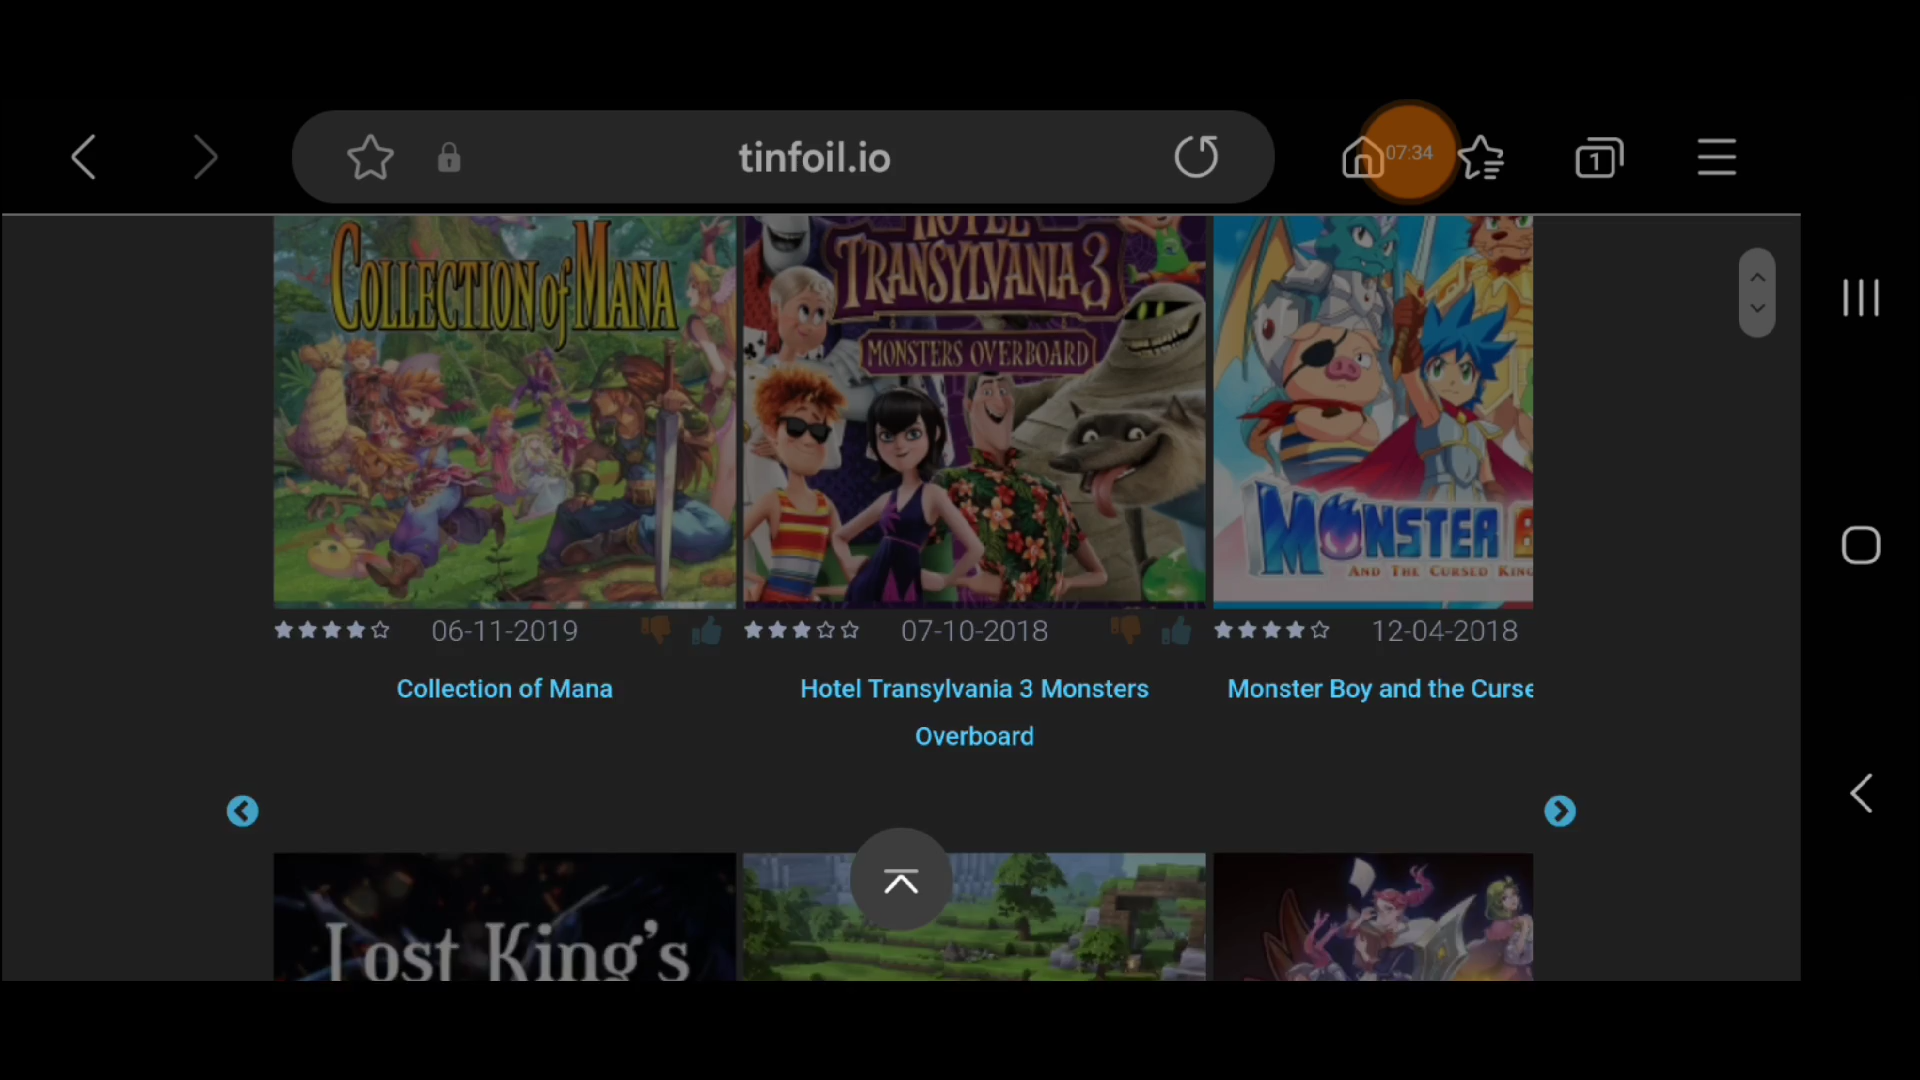 tinfoil.io
07:34
1
COLLECTION of MANA
HOTEL
TRANSYLVANIA 3
MONSTERS OVERBOARD
MONSTER B
AND THE CURSED KING
06-11-2019
07-10-2018
12-04-2018
Collection of Mana
Hotel Transylvania 3 Monsters
Overboard
Monster Boy and the Curse
Lost King's